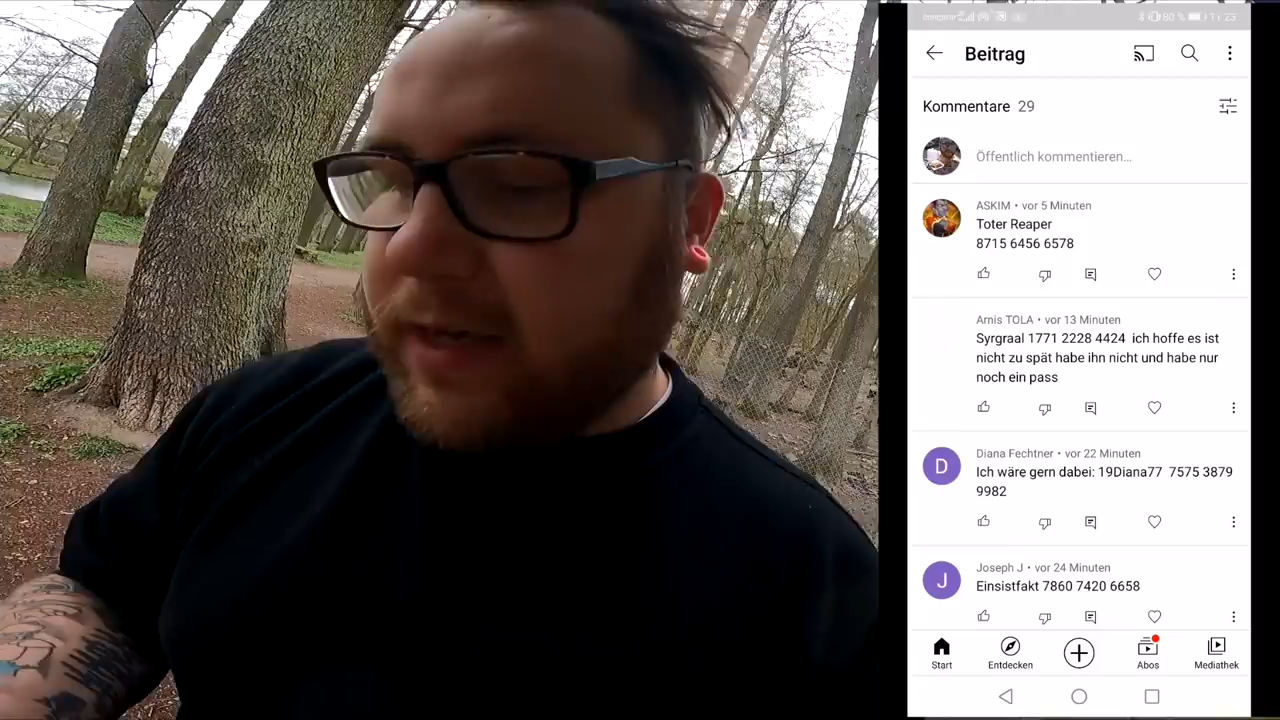 80 %
11:23
Beitrag
Kommentare 29
Öffentlich kommentieren...
ASKIM • vor 5 Minuten
Toter Reaper
8715 6456 6578
Arnis TOLA • vor 13 Minuten
Syrgraal 1771 2228 4424 ich hoffe es ist
nicht zu spät habe ihn nicht und habe nur
noch ein pass
D
Diana Fechtner • vor 22 Minuten
Ich wäre gern dabei: 19Diana77 7575 3879
9982
J
Joseph J • vor 24 Minuten
Einsistfakt 7860 7420 6658
Start
Entdecken
Abos
Mediathek